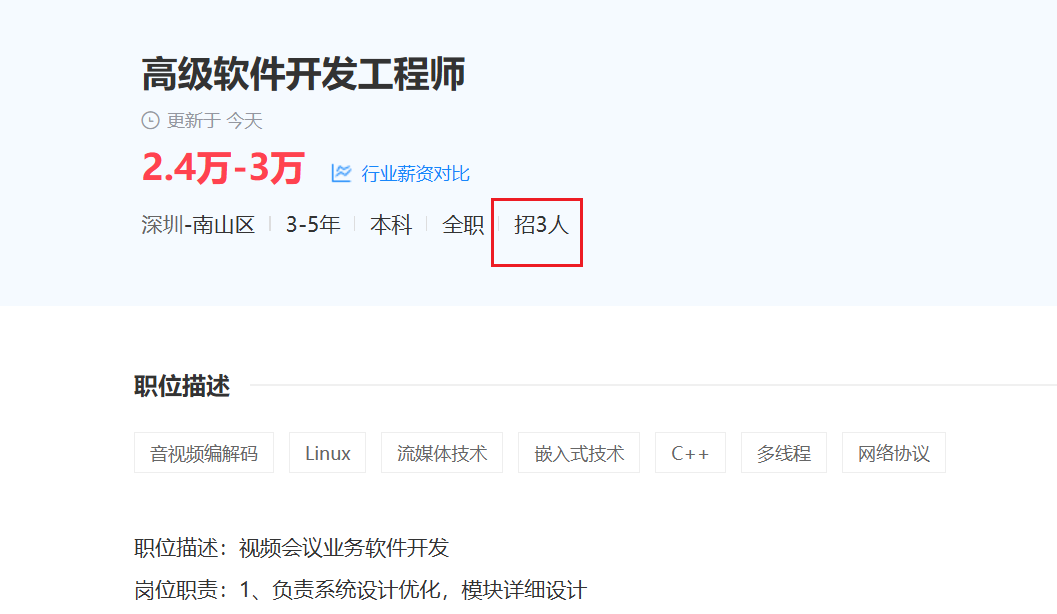 高级软件开发工程师
更新于 今天
2.4万-3万 行业薪资对比
深圳-南山区 3-5年 本科 全职 招3人
职位描述
音视频编解码 Linux 流媒体技术 嵌入式技术 C++ 多线程 网络协议
职位描述：视频会议业务软件开发
岗位职责：1、负责系统设计优化，模块详细设计